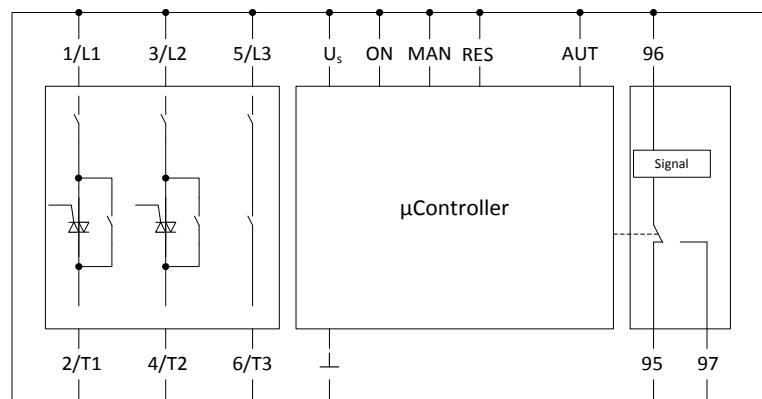 1/L1 3/L2 5/L3 Us ON MAN RES AUT 96
Signal
µController
2/T1 4/T2 6/T3 95 97